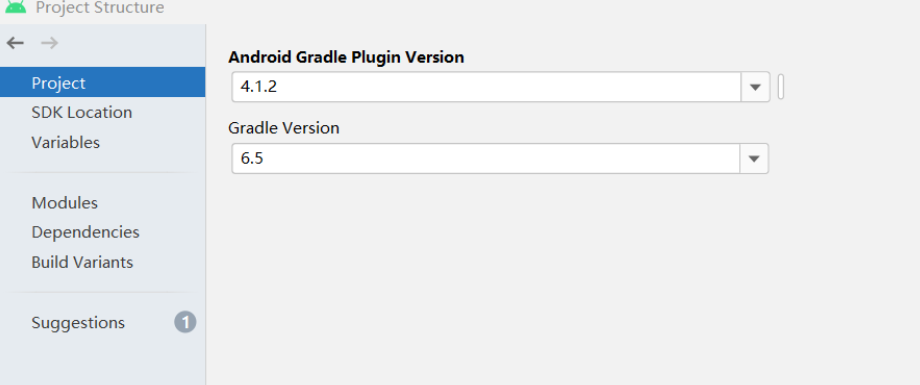 Project Structure
Project
SDK Location
Variables
Modules
Dependencies
Build Variants
Suggestions 1
Android Gradle Plugin Version
4.1.2
Gradle Version
6.5